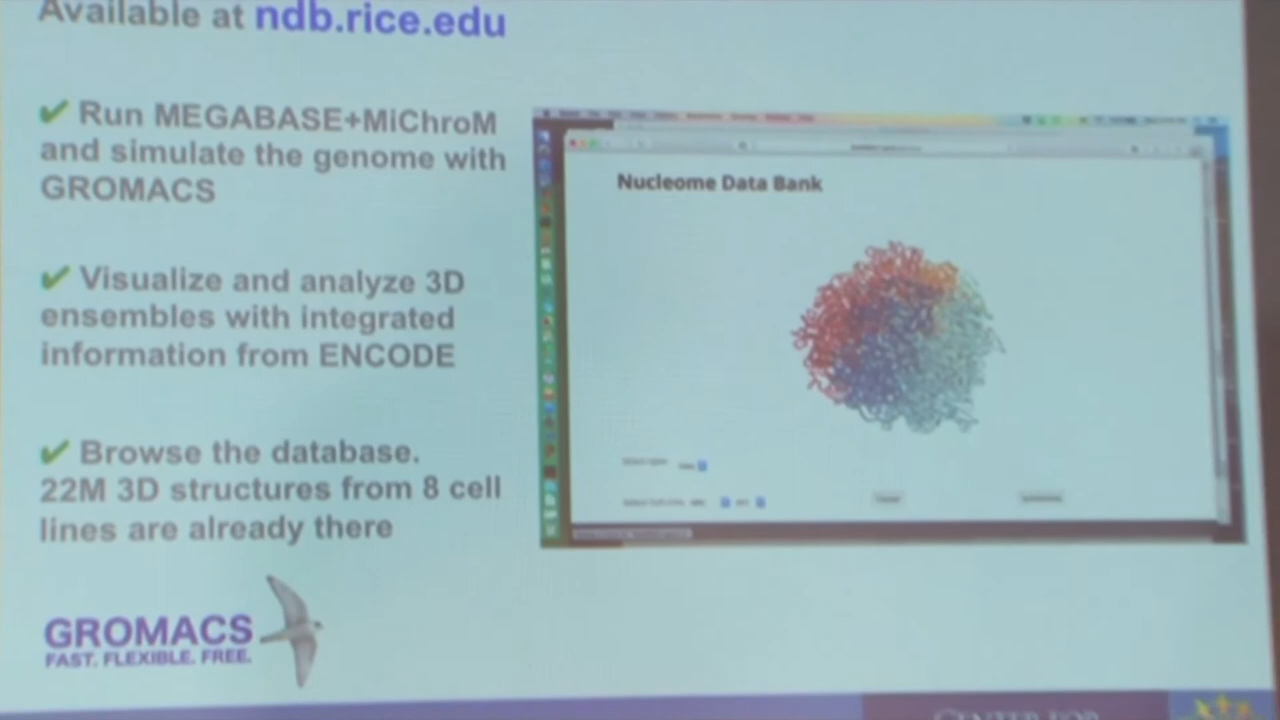 Available at ndb.rice.edu
✔ Run MEGABASE+MiChroM
and simulate the genome with
GROMACS
✔ Visualize and analyze 3D
ensembles with integrated
information from ENCODE
✔ Browse the database.
22M 3D structures from 8 cell
lines are already there
GROMACS
FAST. FLEXIBLE. FREE.
Nucleome Data Bank
CENTER FOR